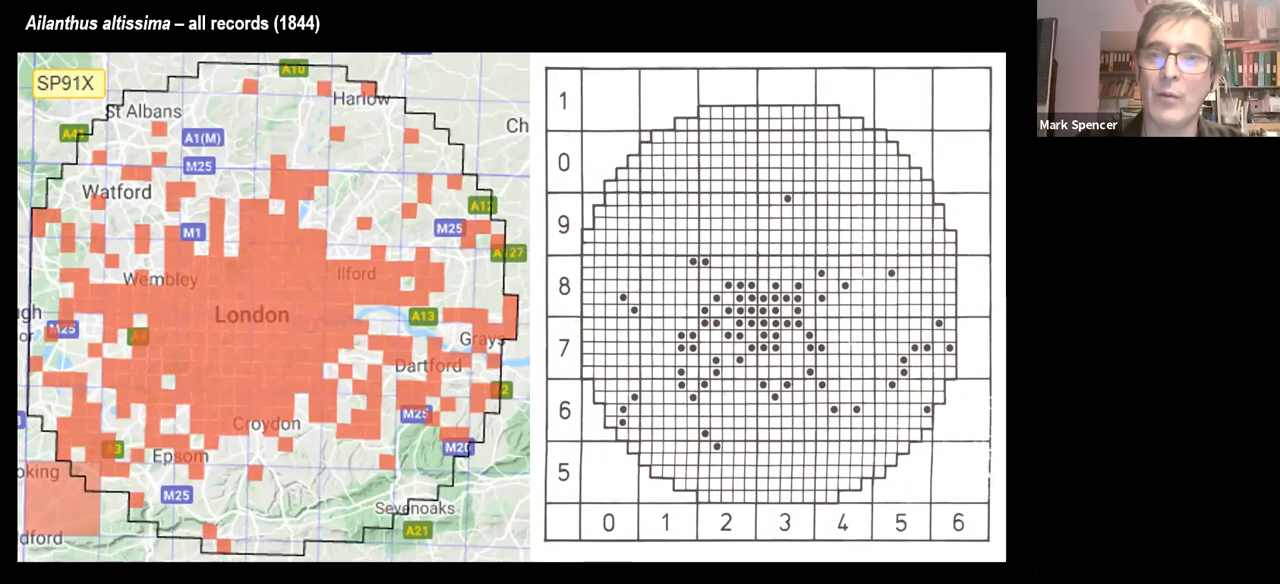 Ailanthus altissima – all records (1844)
SP91X
A10
St Albans
Harlow
A41
A1(M)
Ch
M25
Watford
A12
M1
M25
A127
Wembley
Ilford
London
M25
A13
Grays
Dartford
A2
M25
Croydon
A3
M20
Epsom
oking
M25
Sevenoaks
dford
A21
1
0
9
8
7
6
5
0 1 2 3 4 5 6
Mark Spencer